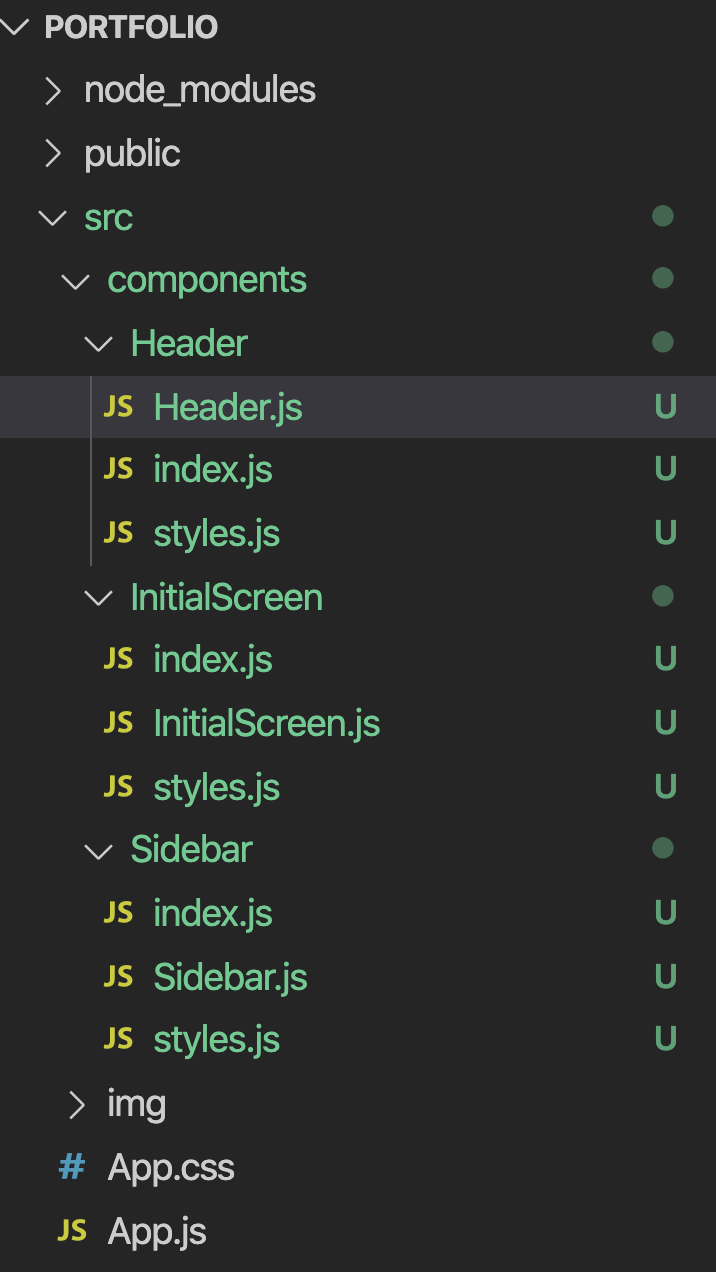 PORTFOLIO
node_modules
public
src
components
Header
JS Header.js U
JS index.js U
JS styles.js U
InitialScreen
JS index.js U
JS InitialScreen.js U
JS styles.js U
Sidebar
JS index.js U
JS Sidebar.js U
JS styles.js U
img
# App.css
JS App.js